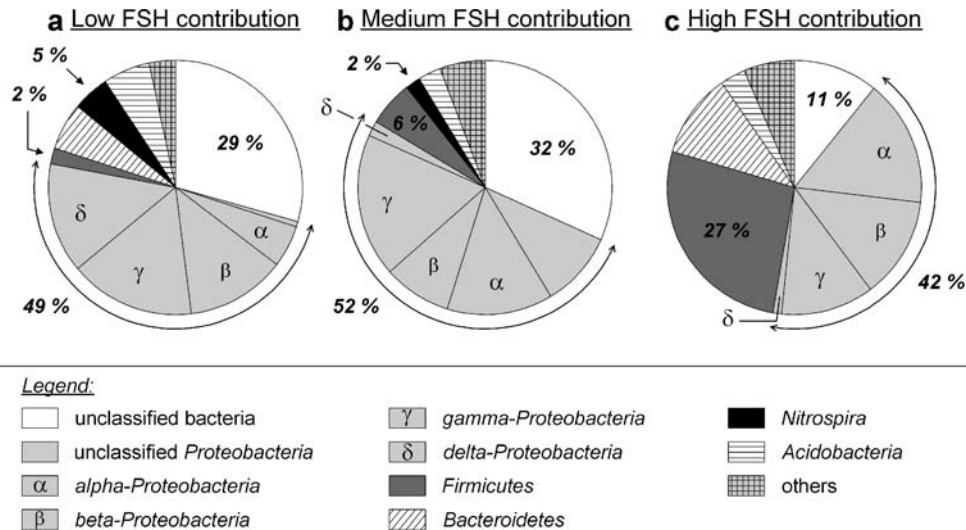 a Low FSH contribution
b Medium FSH contribution
c High FSH contribution
5 %
2 %
29 %
α
β
γ
δ
49 %
2 %
δ
6 %
32 %
γ
β
α
52 %
11 %
α
β
27 %
γ
δ
42 %
Legend:
unclassified bacteria
unclassified Proteobacteria
α alpha-Proteobacteria
β beta-Proteobacteria
γ gamma-Proteobacteria
δ delta-Proteobacteria
Firmicutes
Bacteroidetes
Nitrospira
Acidobacteria
others